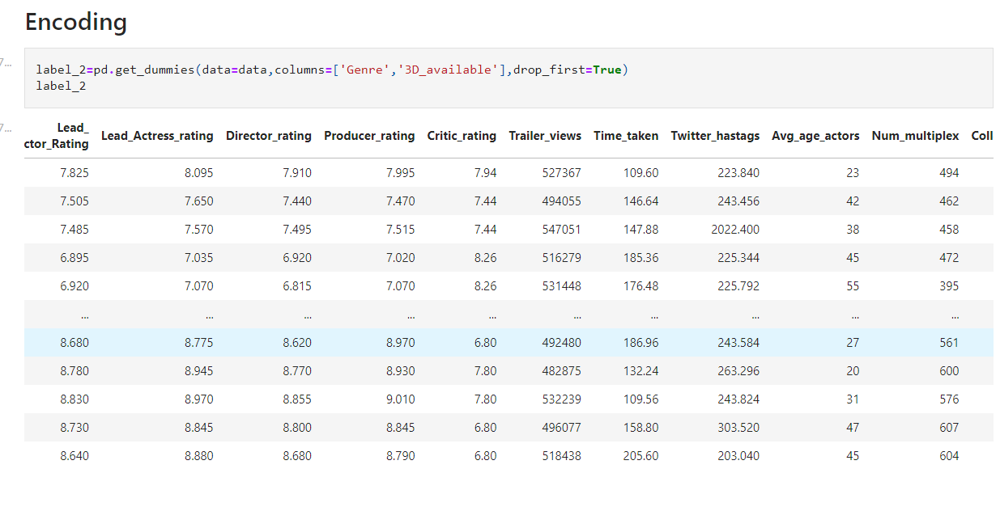 Encoding
7...
label_2=pd.get_dummies(data=data,columns=['Genre','3D_available'],drop_first=True)
label_2
7...
Lead_
ctor_Rating Lead_Actress_rating Director_rating Producer_rating Critic_rating Trailer_views Time_taken Twitter_hastags Avg_age_actors Num_multiplex Coll
7.825 8.095 7.910 7.995 7.94 527367 109.60 223.840 23 494
7.505 7.650 7.440 7.470 7.44 494055 146.64 243.456 42 462
7.485 7.570 7.495 7.515 7.44 547051 147.88 2022.400 38 458
6.895 7.035 6.920 7.020 8.26 516279 185.36 225.344 45 472
6.920 7.070 6.815 7.070 8.26 531448 176.48 225.792 55 395
... ... ... ... ... ... ... ... ... ...
8.680 8.775 8.620 8.970 6.80 492480 186.96 243.584 27 561
8.780 8.945 8.770 8.930 7.80 482875 132.24 263.296 20 600
8.830 8.970 8.855 9.010 7.80 532239 109.56 243.824 31 576
8.730 8.845 8.800 8.845 6.80 496077 158.80 303.520 47 607
8.640 8.880 8.680 8.790 6.80 518438 205.60 203.040 45 604